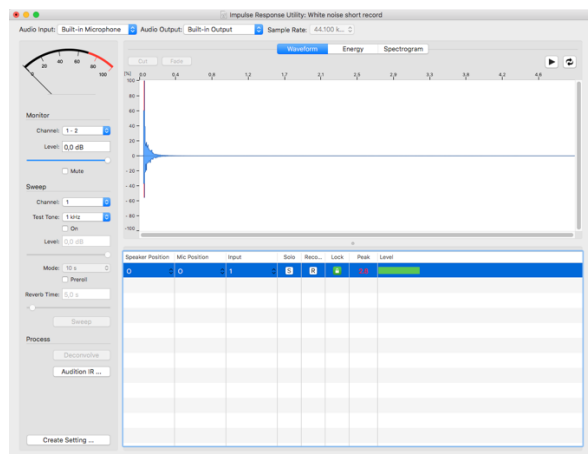 Impulse Response Utility: White noise short record
Audio Input: Built-in Microphone Audio Output: Built-in Output Sample Rate: 44.100 k...
Waveform Energy Spectrogram
Cut Fade
0 20 40 60 80 100
[%] 0,0 0,4 0,8 1,2 1,7 2,1 2,5 2,9 3,3 3,8 4,2 4,6
100
80
60
40
20
0
-20
-40
-60
-80
-100
Monitor
Channel: 1 - 2
Level: 0,0 dB
Mute
Sweep
Channel: 1
Test Tone: 1 kHz
On
Level: 0,0 dB
Mode: 10 s
Preroll
Reverb Time: 0,0 s
Sweep
Process
Deconvolve
Audition IR ...
Create Setting ...
Speaker Position Mic Position Input Solo Reco... Lock Peak Level
0 0 1 S R